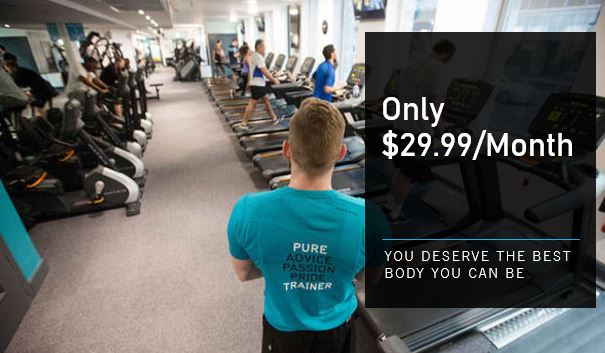 Only
$29.99/Month
YOU DESERVE THE BEST
BODY YOU CAN BE
PURE
ADVICE
PASSION
PRIDE
TRAINER